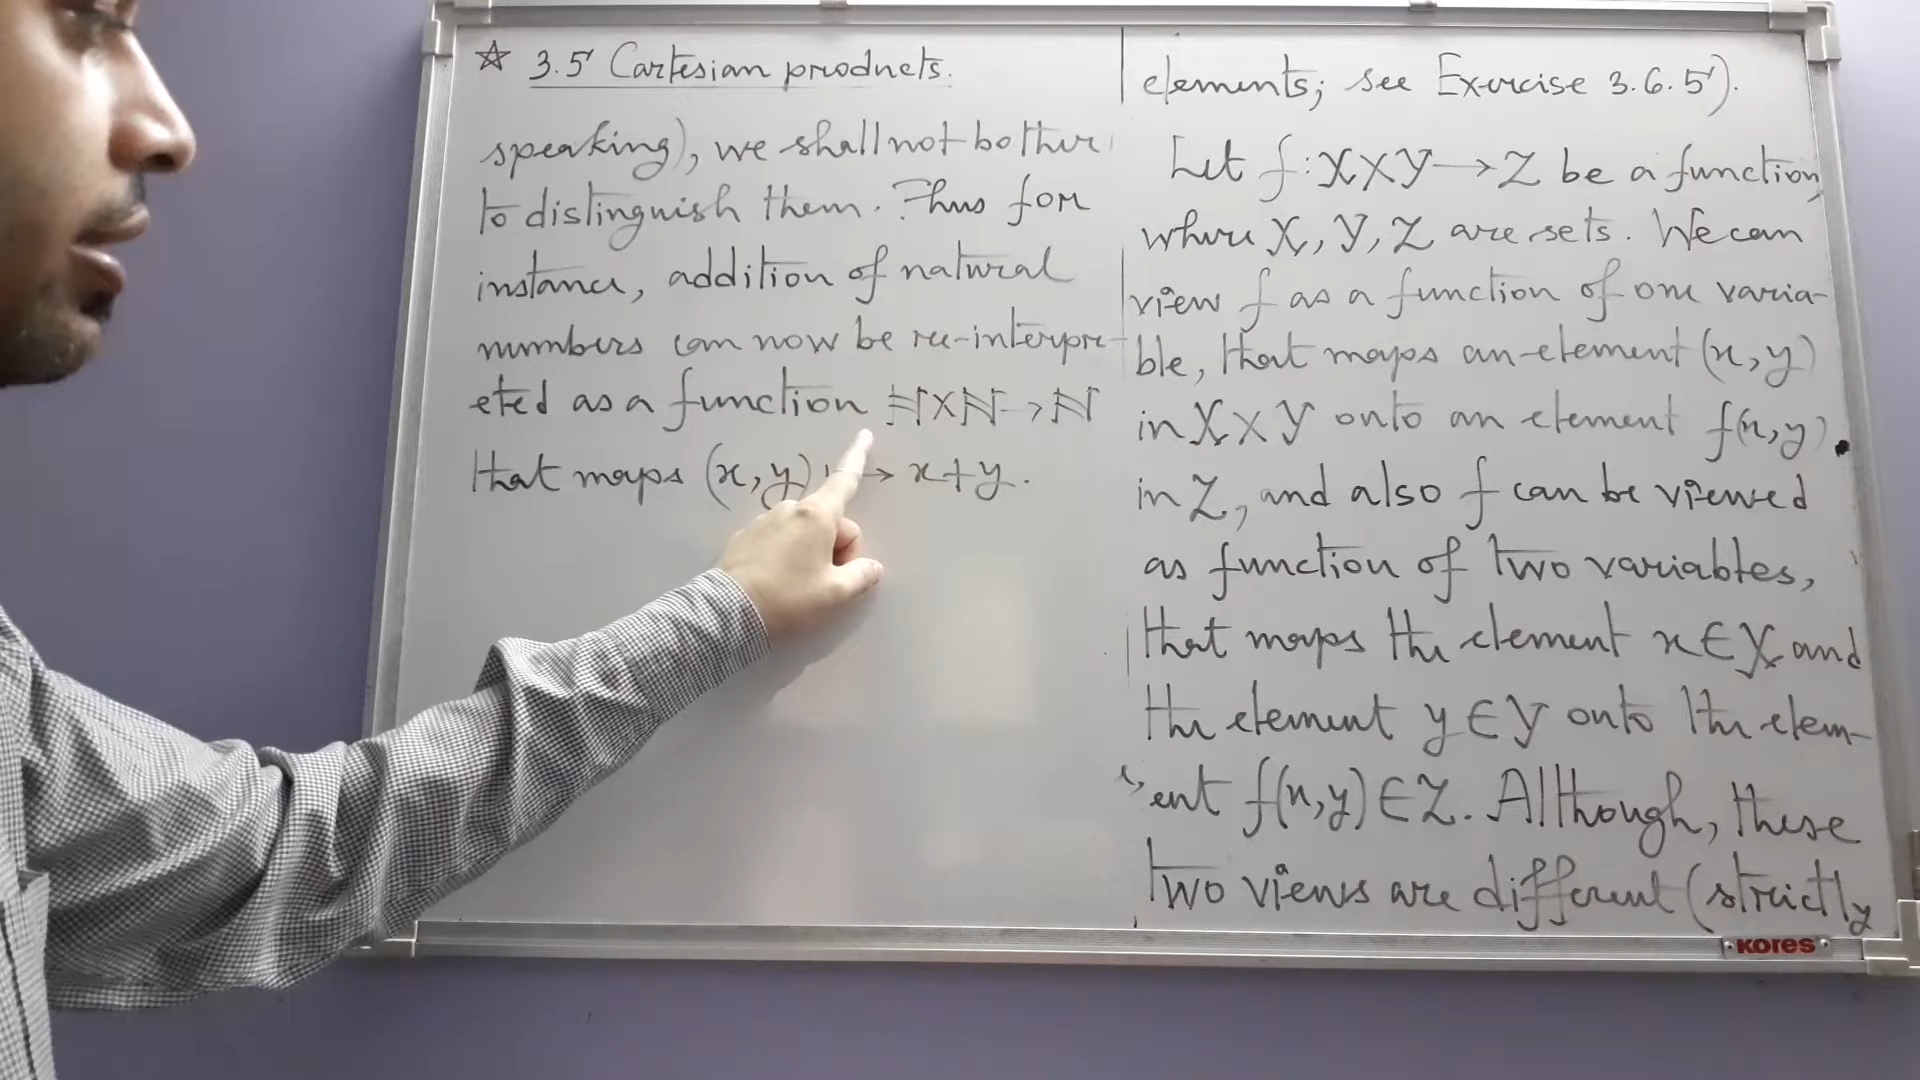 ☆ 3.5 Cartesian products.
speaking), we shall not bother
to distinguish them. Thus for
instance, addition of natural
numbers can now be re-interpre-
eted as a function ℕ×ℕ→ℕ
that maps (x,y) ↦ x+y.
elements; see Exercise 3.6.5).
Let f:X×Y→Z be a function,
where X, Y, Z are sets. We can
view f as a function of one varia-
ble, that maps an element (x,y)
in X×Y onto an element f(x,y)
in Z, and also f can be viewed
as function of two variables,
that maps the element x∈X and
the element y∈Y onto the elem-
ent f(x,y)∈Z. Although, these
two views are different (strictly
KORES